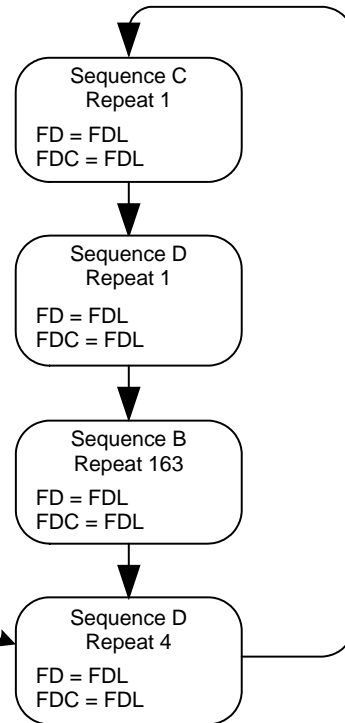 Sequence C
Repeat 1
FD = FDL
FDC = FDL
Sequence D
Repeat 1
FD = FDL
FDC = FDL
Sequence B
Repeat 163
FD = FDL
FDC = FDL
Sequence D
Repeat 4
FD = FDL
FDC = FDL